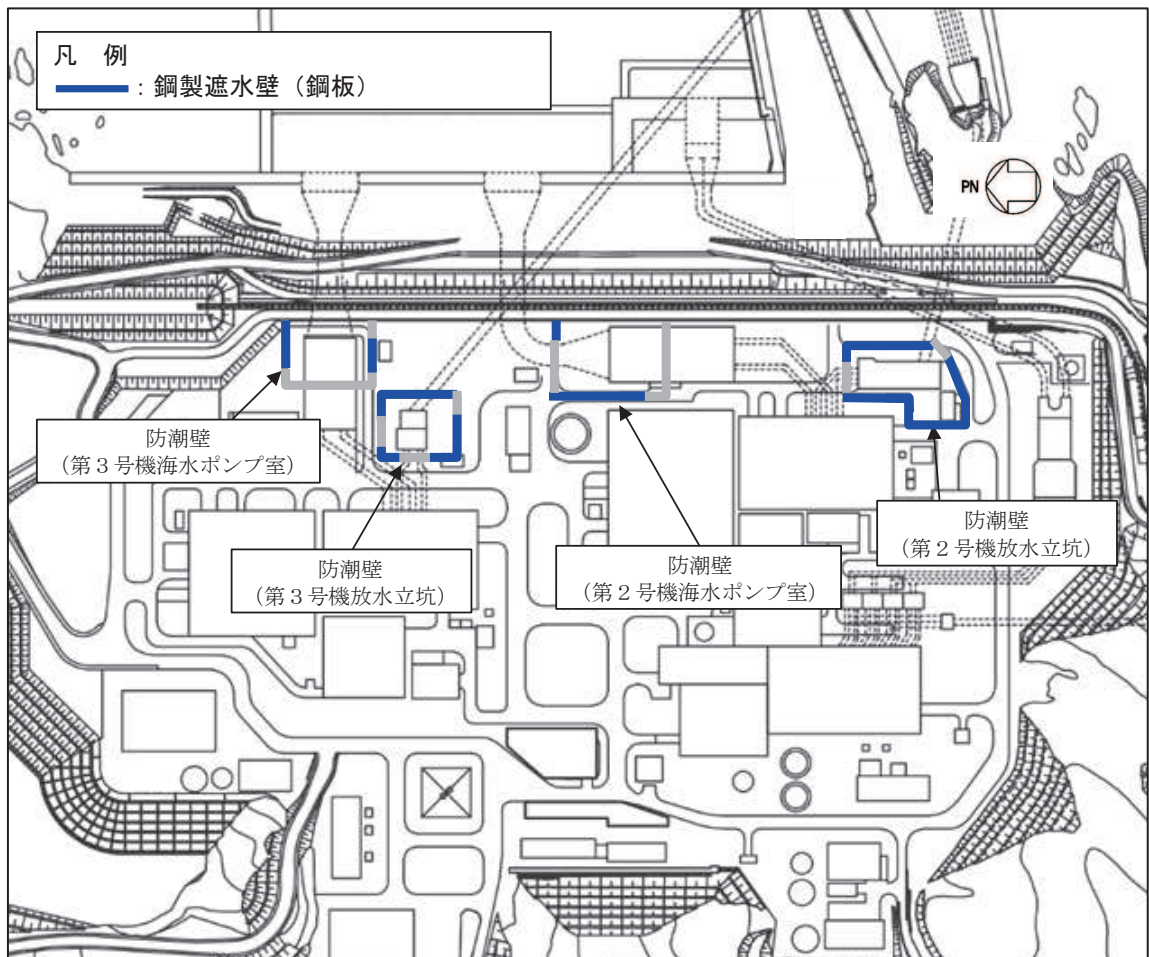 凡　例
：鋼製遮水壁（鋼板）
PN
防潮壁
（第３号機海水ポンプ室）
防潮壁
（第３号機放水立坑）
防潮壁
（第２号機海水ポンプ室）
防潮壁
（第２号機放水立坑）